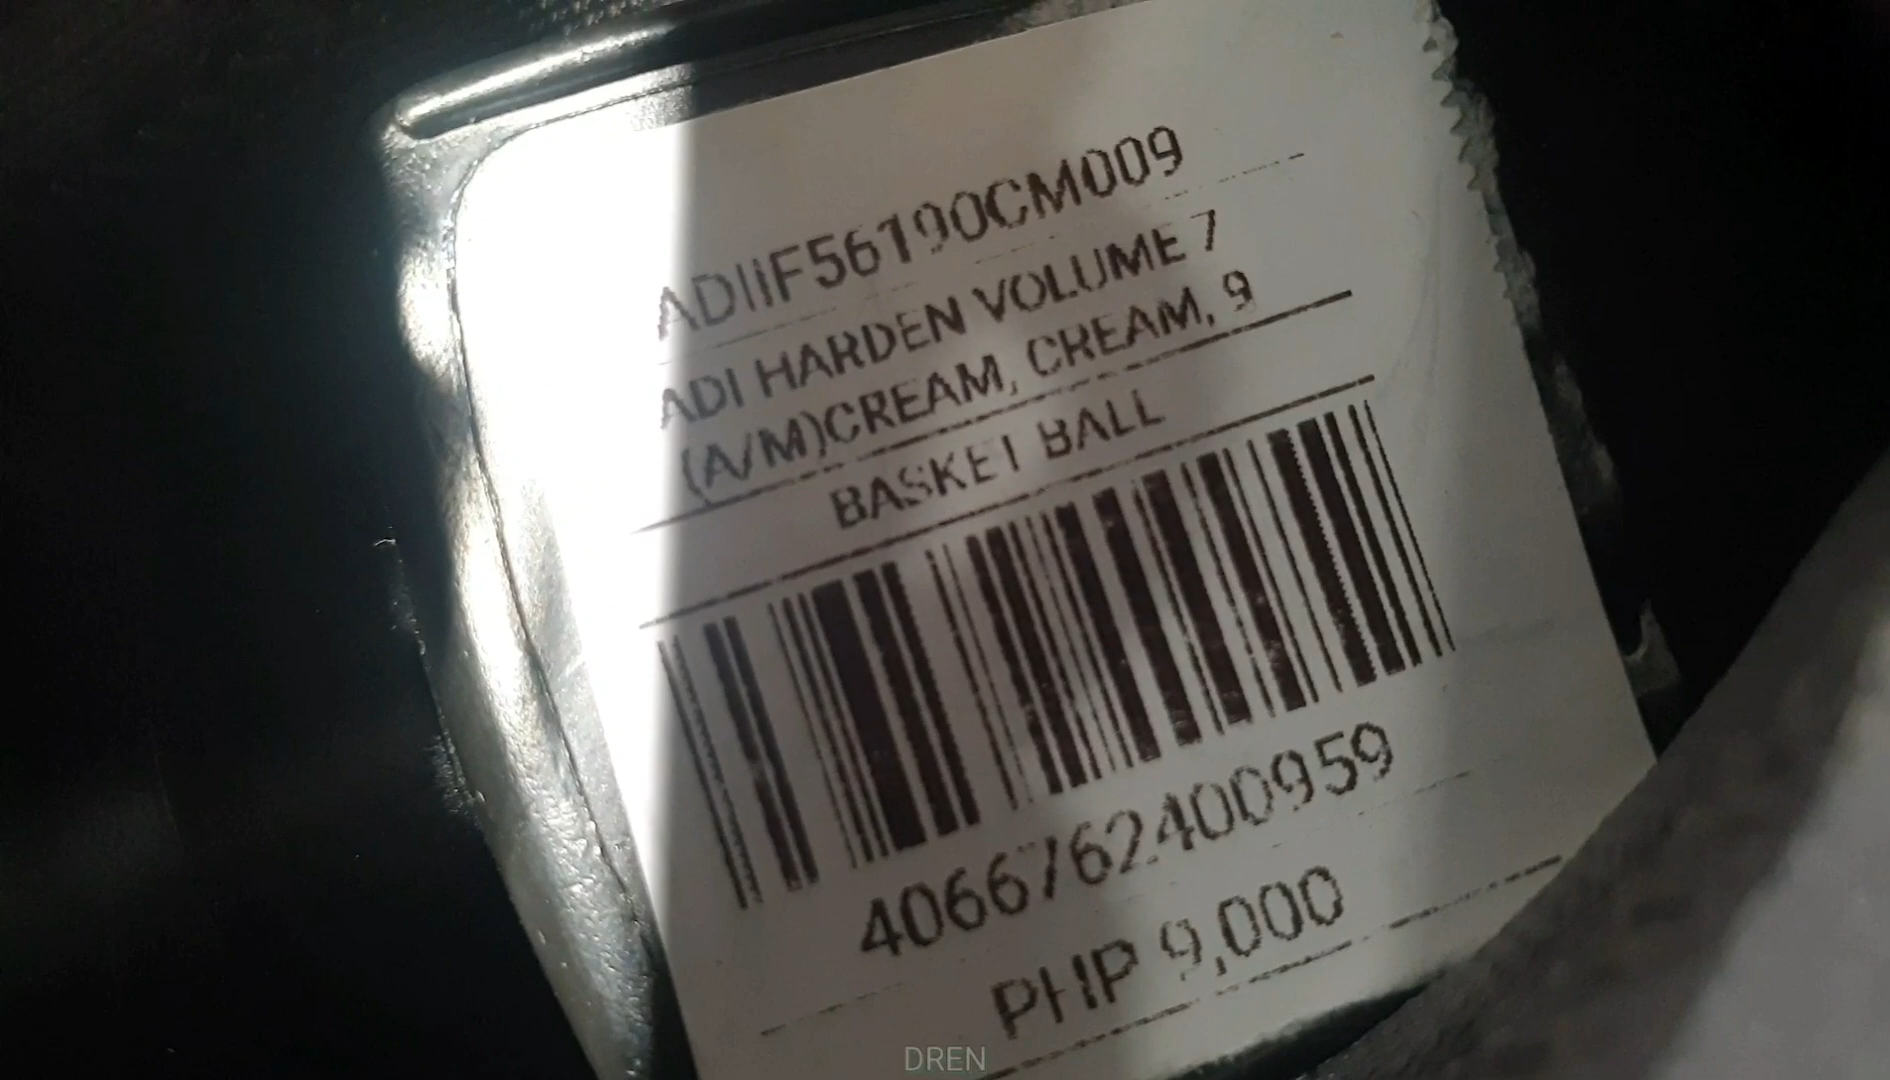 ADIIF56190CM009
ADI HARDEN VOLUME 7
(A/M)CREAM, CREAM, 9
BASKET BALL
4066762400959
PHP 9,000
DREN